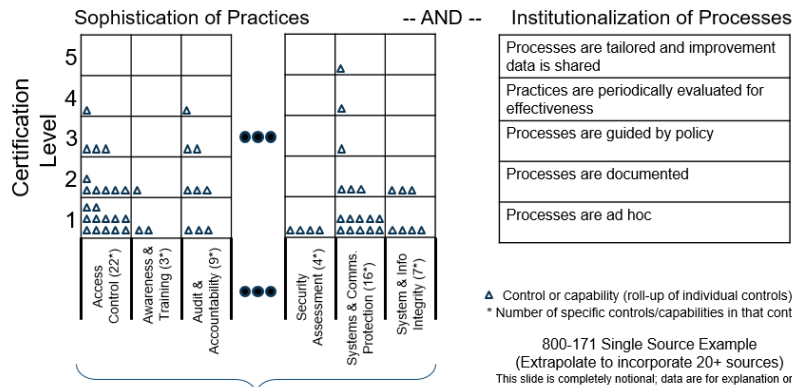 Sophistication of Practices
-- AND --
Institutionalization of Processes
Certification
Level
5
4
3
2
1
Access
Control (22*)
Awareness &
Training (3*)
Audit &
Accountability (9*)
Security
Assessment (4*)
Systems & Comms.
Protection (16*)
System & Info
Integrity (7*)
Processes are tailored and improvement
data is shared
Practices are periodically evaluated for
effectiveness
Processes are guided by policy
Processes are documented
Processes are ad hoc
Control or capability (roll-up of individual controls)
* Number of specific controls/capabilities in that cont
800-171 Single Source Example
(Extrapolate to incorporate 20+ sources)
This slide is completely notional; data are for explanation or